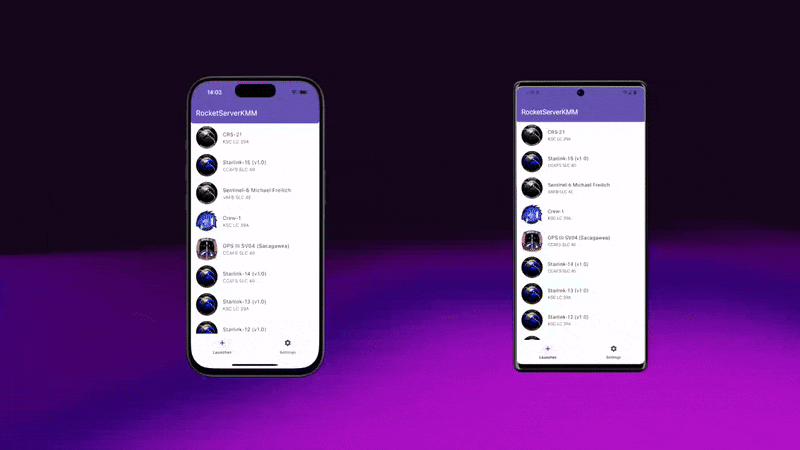 14:03
RocketServerKMM
CRS-21
KSC LC 39A
Starlink-15 (v1.0)
CCAFS SLC 40
Sentinel-6 Michael Freilich
VAFB SLC 4E
Crew-1
KSC LC 39A
GPS III SV04 (Sacagawea)
CCAFS SLC 40
Starlink-14 (v1.0)
CCAFS SLC 40
Starlink-13 (v1.0)
KSC LC 39A
Starlink-12 (v1.0)
Launches
Settings
RocketServerKMM
CRS-21
KSC LC 39A
Starlink-15 (v1.0)
CCAFS SLC 40
Sentinel-6 Michael Freilich
VAFB SLC 4E
Crew-1
KSC LC 39A
GPS III SV04 (Sacagawea)
CCAFS SLC 40
Starlink-14 (v1.0)
CCAFS SLC 40
Starlink-13 (v1.0)
KSC LC 39A
Starlink-12 (v1.0)
KSC LC 39A
Launches
Settings